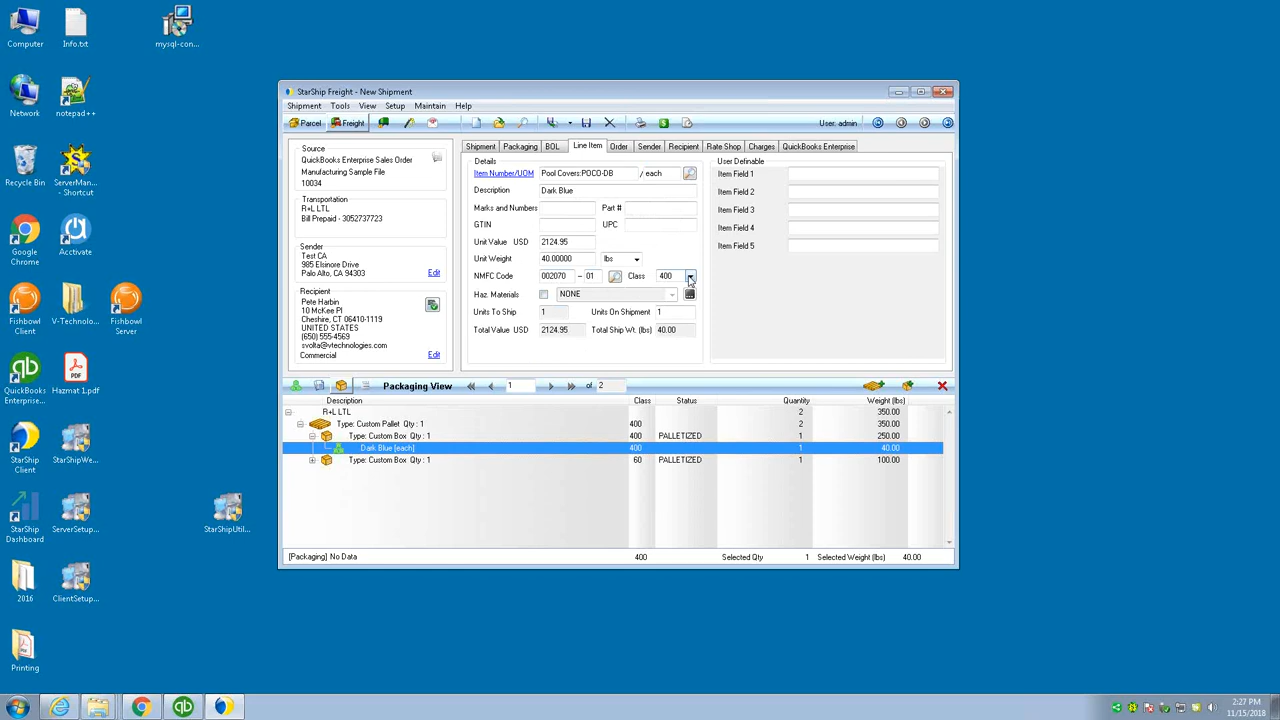 Computer
Info.txt
mysql-con...
Network
notepad++
Recycle Bin
ServerMan...
- Shortcut
Google
Chrome
Acctivate
Fishbowl
Client
V-Technolo...
Fishbowl
Server
QuickBooks
Enterprise...
Hazmat 1.pdf
StarShip
Client
StarShipWe...
StarShip
Dashboard
ServerSetup...
StarShipUtil...
2016
ClientSetup...
Printing
StarShip Freight - New Shipment
Shipment Tools View Setup Maintain Help
Parcel Freight User: admin
Source
QuickBooks Enterprise Sales Order
Manufacturing Sample File
10034
Transportation
R+L LTL
Bill Prepaid - 3052737723
Sender
Test CA
985 Elsinore Drive
Palo Alto, CA 94303 Edit
Recipient
Pete Harbin
10 McKee Pl
Cheshire, CT 06410-1119
UNITED STATES
(650) 555-4569
svolta@vtechnologies.com
Commercial Edit
Shipment Packaging BOL Line Item Order Sender Recipient Rate Shop Charges QuickBooks Enterprise
Details
Item Number/UOM Pool Covers:POCO-DB / each
Description Dark Blue
Marks and Numbers Part #
GTIN UPC
Unit Value USD 2124.95
Unit Weight 40.00000 lbs
NMFC Code 002070 - 01 Class 400
Haz. Materials NONE
Units To Ship 1 Units On Shipment 1
Total Value USD 2124.95 Total Ship Wt. (lbs) 40.00
User Definable
Item Field 1
Item Field 2
Item Field 3
Item Field 4
Item Field 5
Packaging View 1 of 2
Description Class Status Quantity Weight (lbs)
R+L LTL 2 350.00
Type: Custom Pallet Qty : 1 400 2 350.00
Type: Custom Box Qty : 1 400 PALLETIZED 1 250.00
Dark Blue [each] 400 1 40.00
Type: Custom Box Qty : 1 60 PALLETIZED 1 100.00
[Packaging] No Data 400 Selected Qty 1 Selected Weight (lbs) 40.00
2:27 PM
11/15/2018